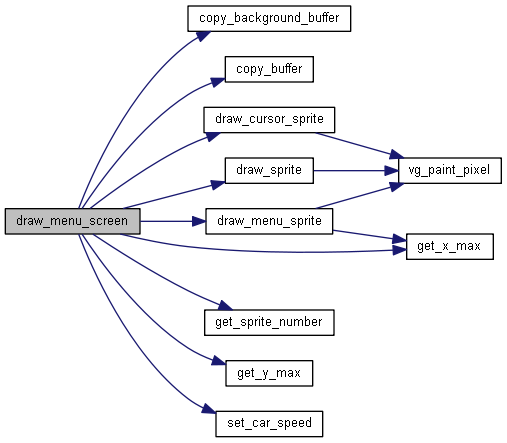 copy_background_buffer
copy_buffer
draw_cursor_sprite
draw_sprite
vg_paint_pixel
draw_menu_screen
draw_menu_sprite
get_x_max
get_sprite_number
get_y_max
set_car_speed